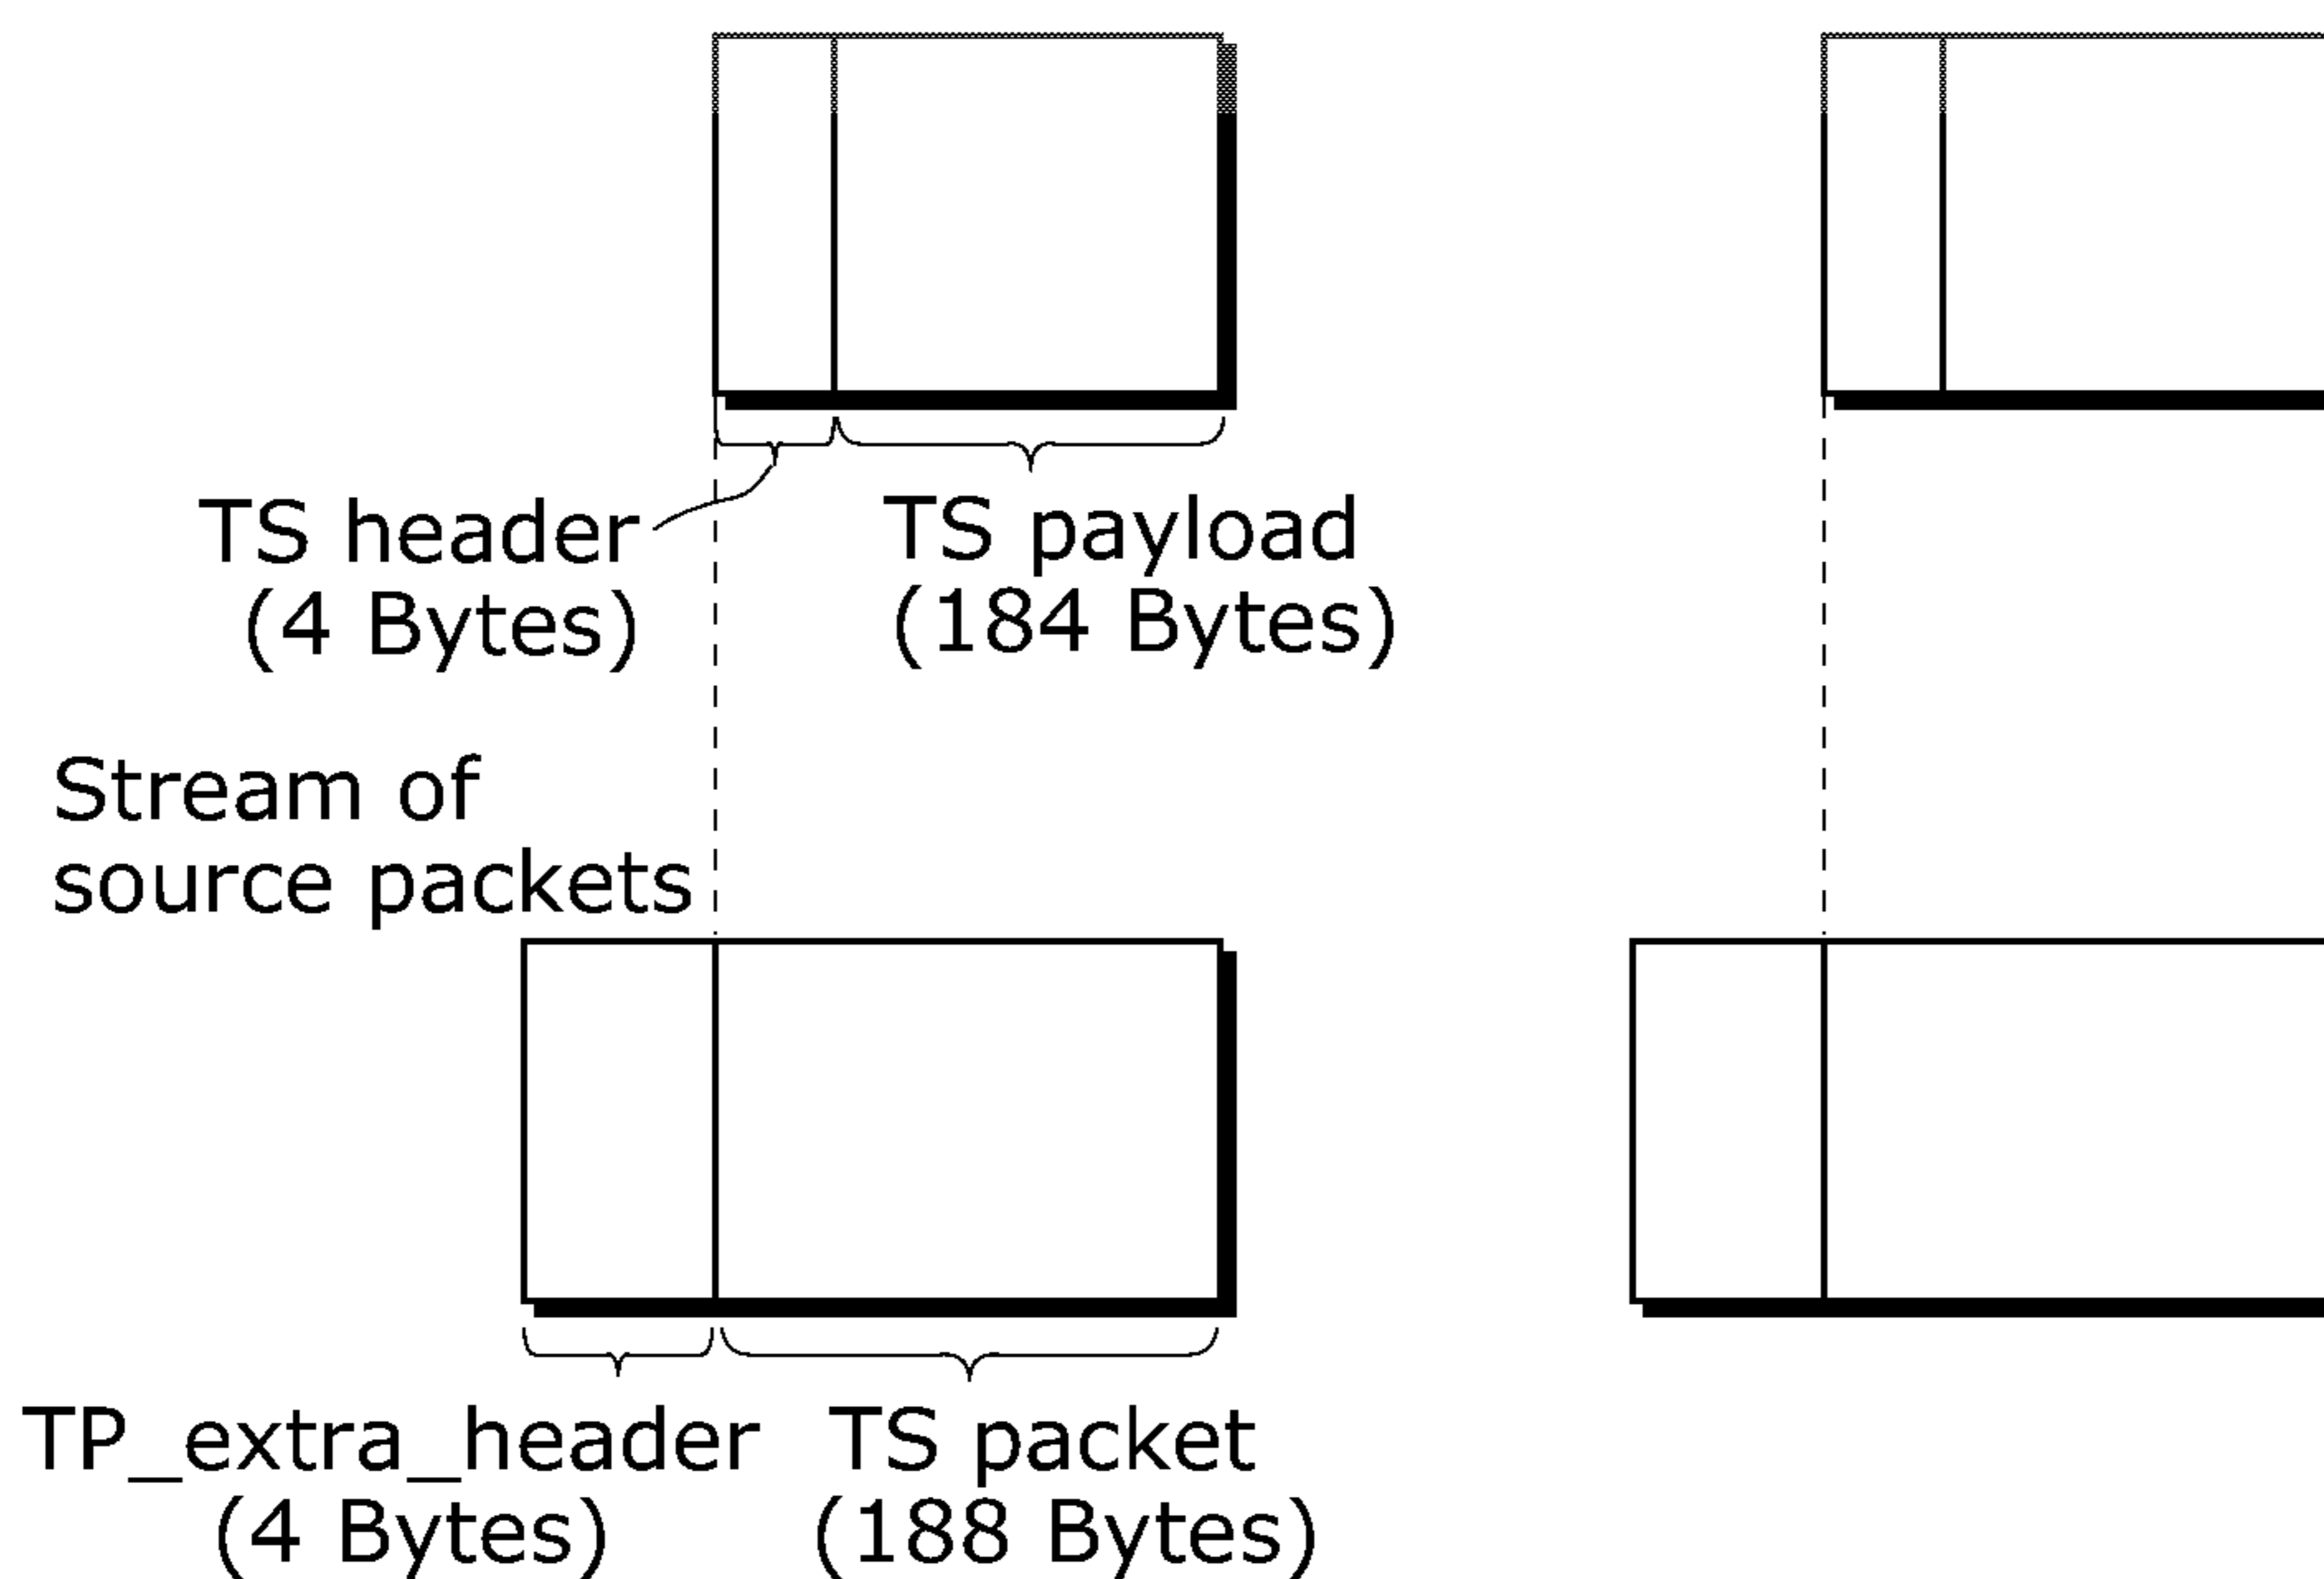 TS header
(4 Bytes)
TS payload
(184 Bytes)
Stream of
source packets
TP_extra_header
(4 Bytes)
TS packet
(188 Bytes)